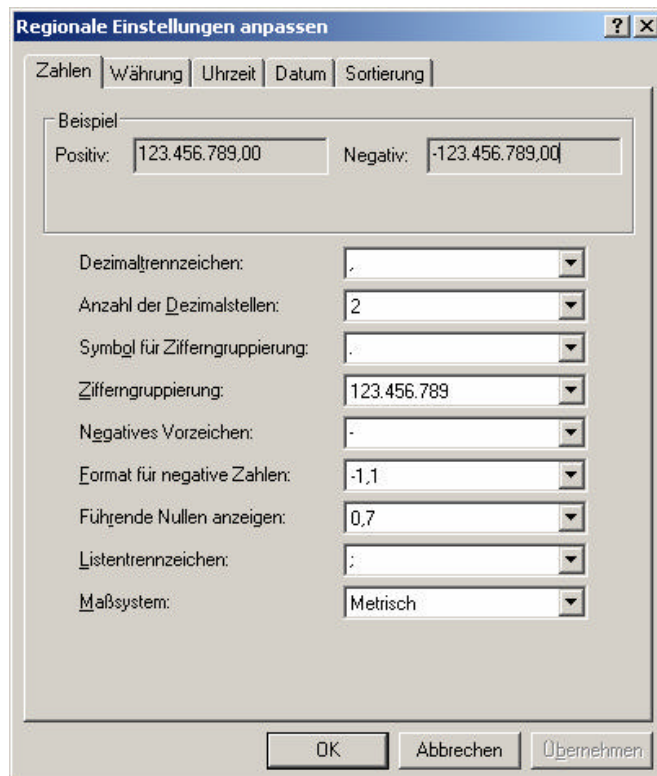 Regionale Einstellungen anpassen
Zahlen Währung Uhrzeit Datum Sortierung
Beispiel
Positiv: 123.456.789,00 Negativ: -123.456.789,00
Dezimaltrennzeichen: ,
Anzahl der Dezimalstellen: 2
Symbol für Zifferngruppierung: .
Zifferngruppierung: 123.456.789
Negatives Vorzeichen: -
Format für negative Zahlen: -1,1
Führende Nullen anzeigen: 0,7
Listentrennzeichen: ;
Maßsystem: Metrisch
OK Abbrechen Übernehmen